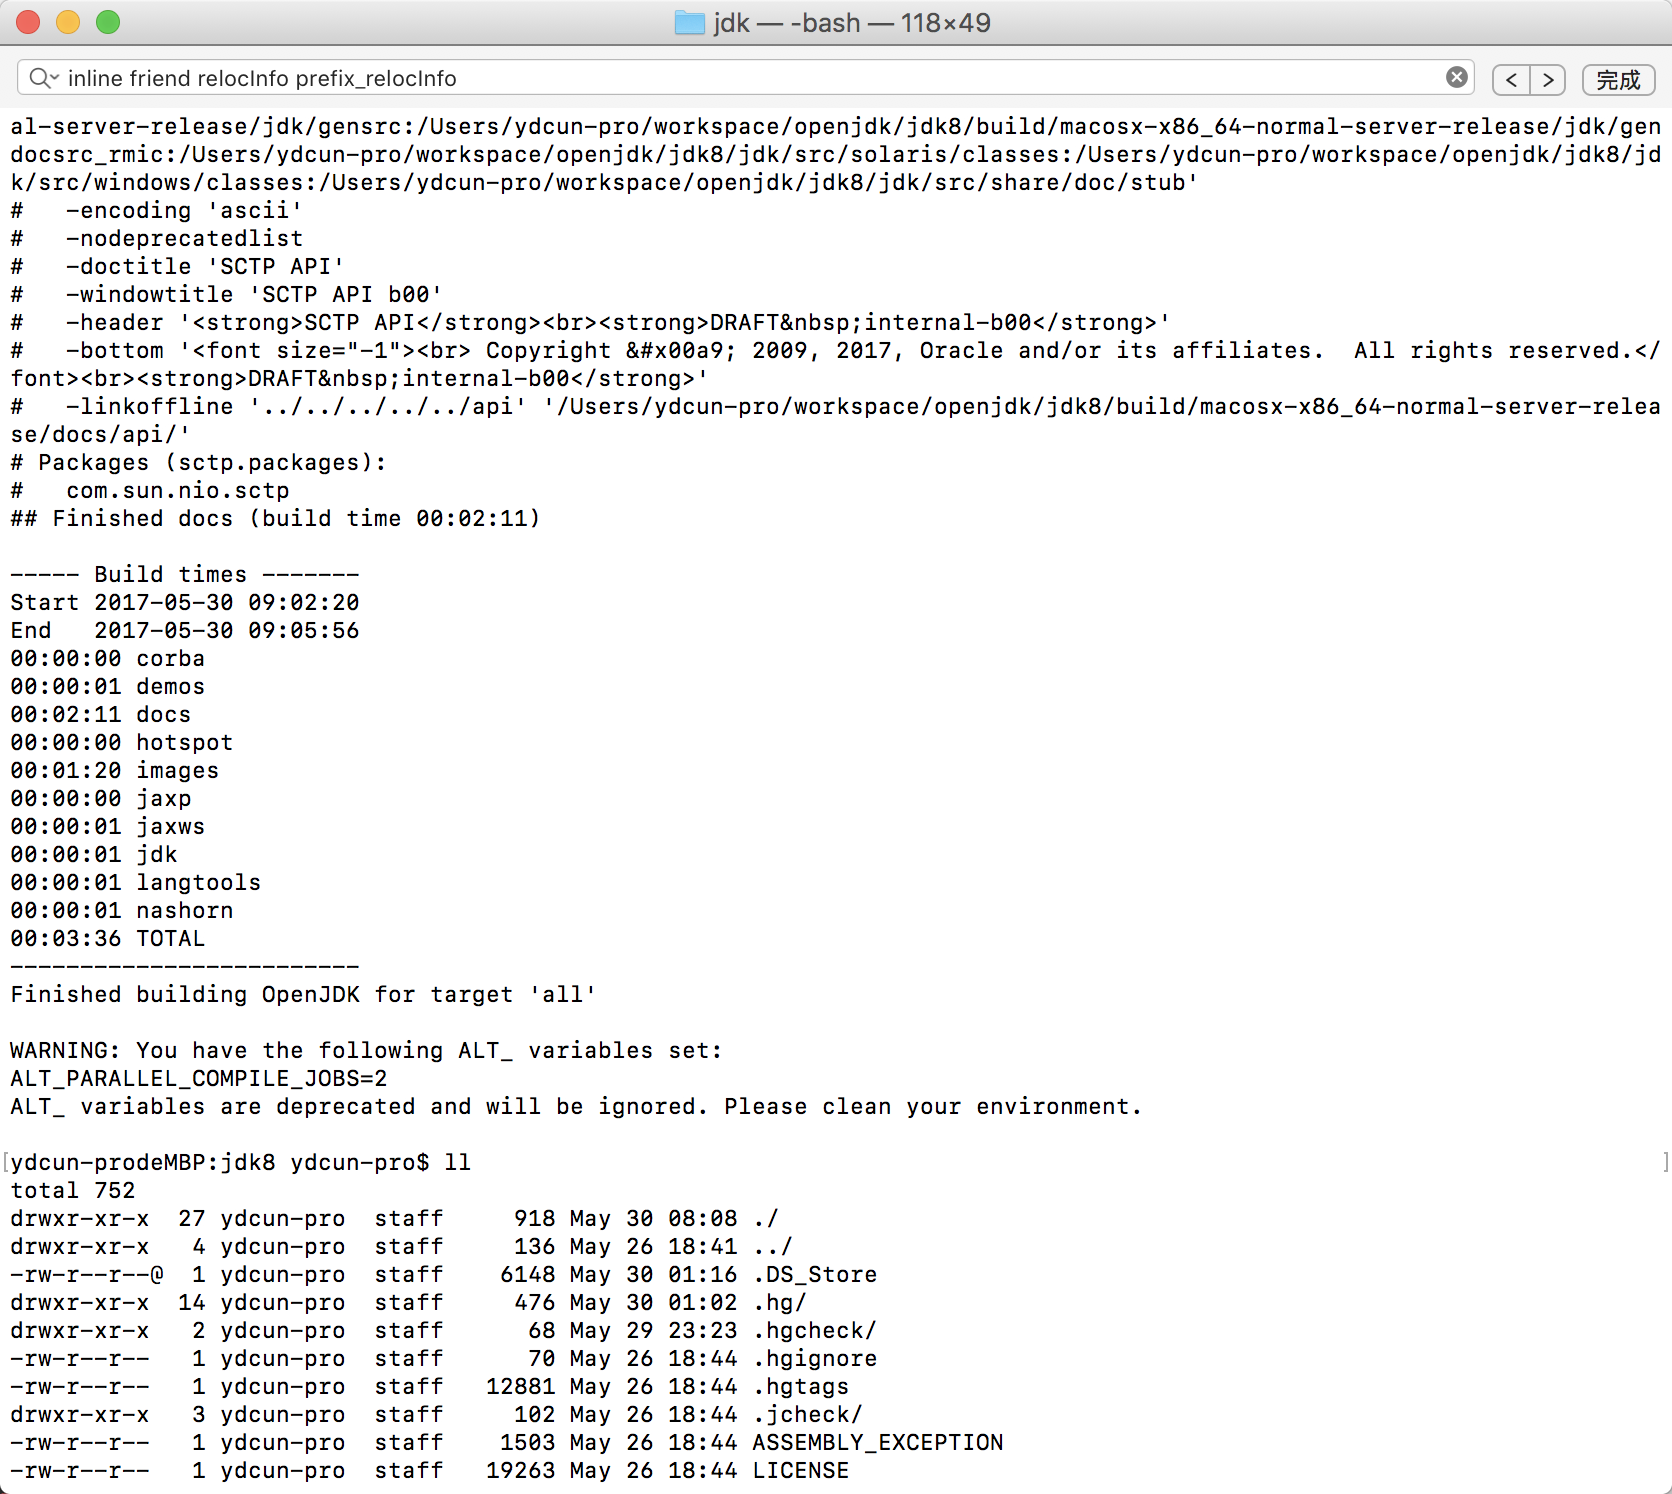 jdk — -bash — 118×49
inline friend relocInfo prefix_relocInfo
< > 完成
al-server-release/jdk/gensrc:/Users/ydcun-pro/workspace/openjdk/jdk8/build/macosx-x86_64-normal-server-release/jdk/gen
docsrc_rmic:/Users/ydcun-pro/workspace/openjdk/jdk8/jdk/src/solaris/classes:/Users/ydcun-pro/workspace/openjdk/jdk8/jd
k/src/windows/classes:/Users/ydcun-pro/workspace/openjdk/jdk8/jdk/src/share/doc/stub'
#   -encoding 'ascii'
#   -nodeprecatedlist
#   -doctitle 'SCTP API'
#   -windowtitle 'SCTP API b00'
#   -header '<strong>SCTP API</strong><br><strong>DRAFT&nbsp;internal-b00</strong>'
#   -bottom '<font size="-1"><br> Copyright &#x00a9; 2009, 2017, Oracle and/or its affiliates.  All rights reserved.</
font><br><strong>DRAFT&nbsp;internal-b00</strong>'
#   -linkoffline '../../../../../api' '/Users/ydcun-pro/workspace/openjdk/jdk8/build/macosx-x86_64-normal-server-relea
se/docs/api/'
# Packages (sctp.packages):
#   com.sun.nio.sctp
## Finished docs (build time 00:02:11)
----- Build times -------
Start 2017-05-30 09:02:20
End   2017-05-30 09:05:56
00:00:00 corba
00:00:01 demos
00:02:11 docs
00:00:00 hotspot
00:01:20 images
00:00:00 jaxp
00:00:01 jaxws
00:00:01 jdk
00:00:01 langtools
00:00:01 nashorn
00:03:36 TOTAL
-------------------------
Finished building OpenJDK for target 'all'
WARNING: You have the following ALT_ variables set:
ALT_PARALLEL_COMPILE_JOBS=2
ALT_ variables are deprecated and will be ignored. Please clean your environment.
[ydcun-prodeMBP:jdk8 ydcun-pro$ ll ]
total 752
drwxr-xr-x  27 ydcun-pro  staff     918 May 30 08:08 ./
drwxr-xr-x   4 ydcun-pro  staff     136 May 26 18:41 ../
-rw-r--r--@  1 ydcun-pro  staff    6148 May 30 01:16 .DS_Store
drwxr-xr-x  14 ydcun-pro  staff     476 May 30 01:02 .hg/
drwxr-xr-x   2 ydcun-pro  staff      68 May 29 23:23 .hgcheck/
-rw-r--r--   1 ydcun-pro  staff      70 May 26 18:44 .hgignore
-rw-r--r--   1 ydcun-pro  staff   12881 May 26 18:44 .hgtags
drwxr-xr-x   3 ydcun-pro  staff     102 May 26 18:44 .jcheck/
-rw-r--r--   1 ydcun-pro  staff    1503 May 26 18:44 ASSEMBLY_EXCEPTION
-rw-r--r--   1 ydcun-pro  staff   19263 May 26 18:44 LICENSE